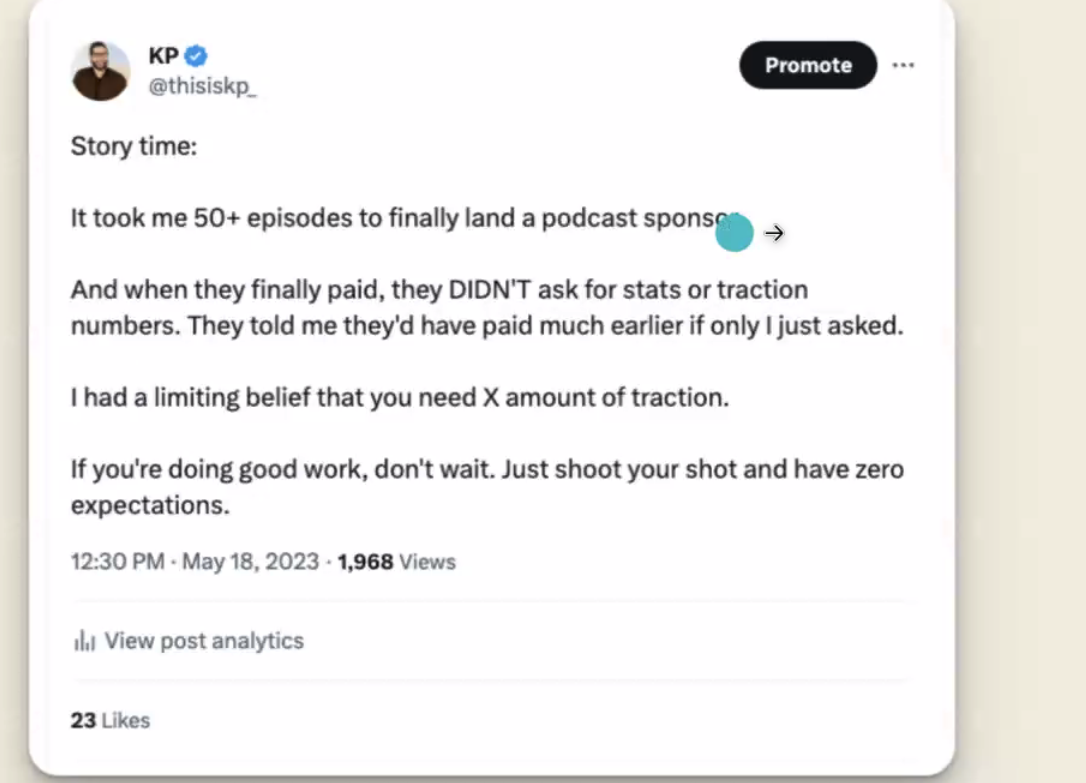 KP
@thisiskp_
Promote
Story time:
It took me 50+ episodes to finally land a podcast
And when they finally paid, they DIDN'T ask for stats or traction
numbers. They told me they'd have paid much earlier if only I just asked.
I had a limiting belief that you need X amount of traction.
If you're doing good work, don't wait. Just shoot your shot and have zero
expectations.
12:30 PM · May 18, 2023 · 1,968 Views
View post analytics
23 Likes